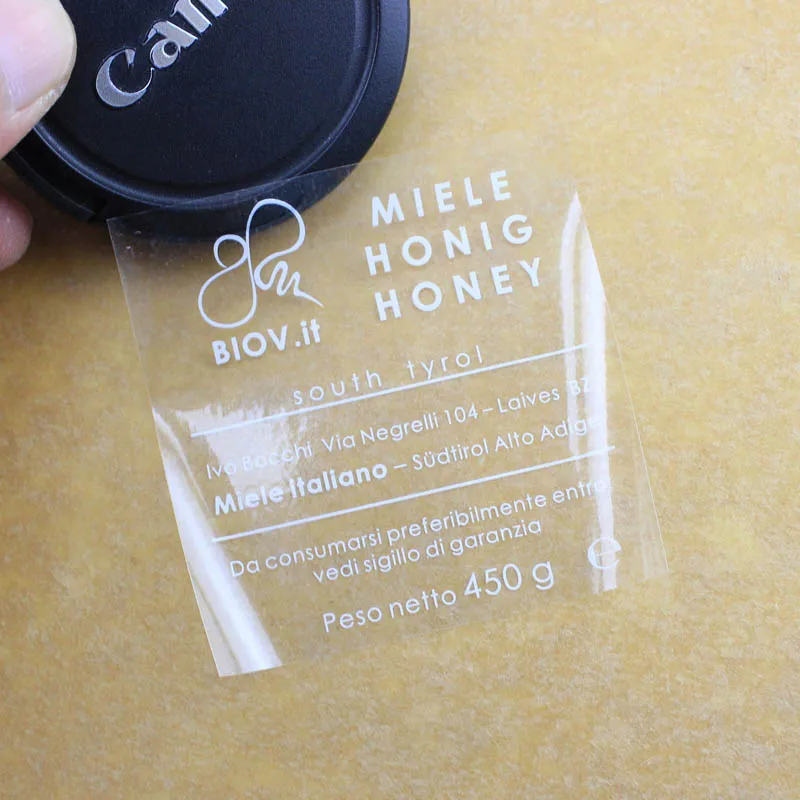 Can
MIELE
HONIG
HONEY
BIOV.it
south tyrol
Ivo Bacchi Via Negrelli 104 – Laives BZ
Miele Italiano – Südtirol Alto Adige
Da consumarsi preferibilmente entro
vedi sigillo di garanzia
Peso netto 450 g e